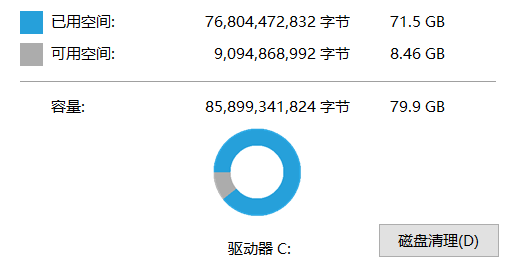 已用空间: 76,804,472,832 字节 71.5 GB
可用空间: 9,094,868,992 字节 8.46 GB
容量: 85,899,341,824 字节 79.9 GB
驱动器 C:
磁盘清理(D)